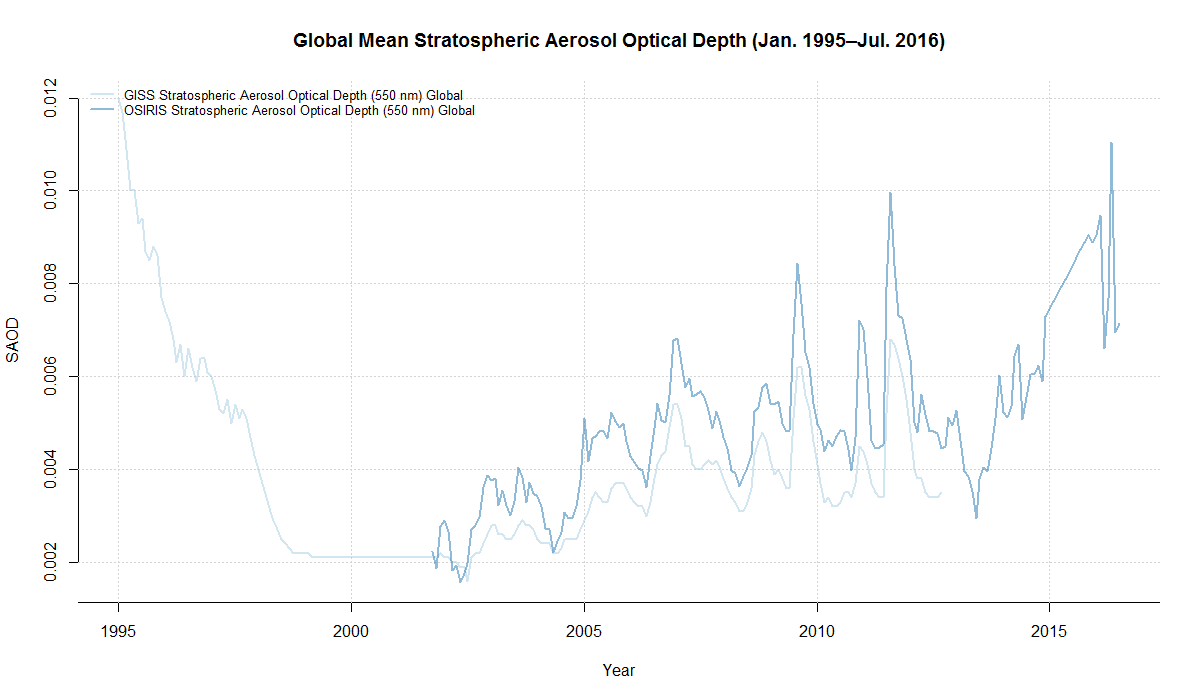 Global Mean Stratospheric Aerosol Optical Depth (Jan. 1995–Jul. 2016)
GISS Stratospheric Aerosol Optical Depth (550 nm) Global
OSIRIS Stratospheric Aerosol Optical Depth (550 nm) Global
0.012
0.010
0.008
0.006
0.004
0.002
SAOD
1995 2000 2005 2010 2015
Year